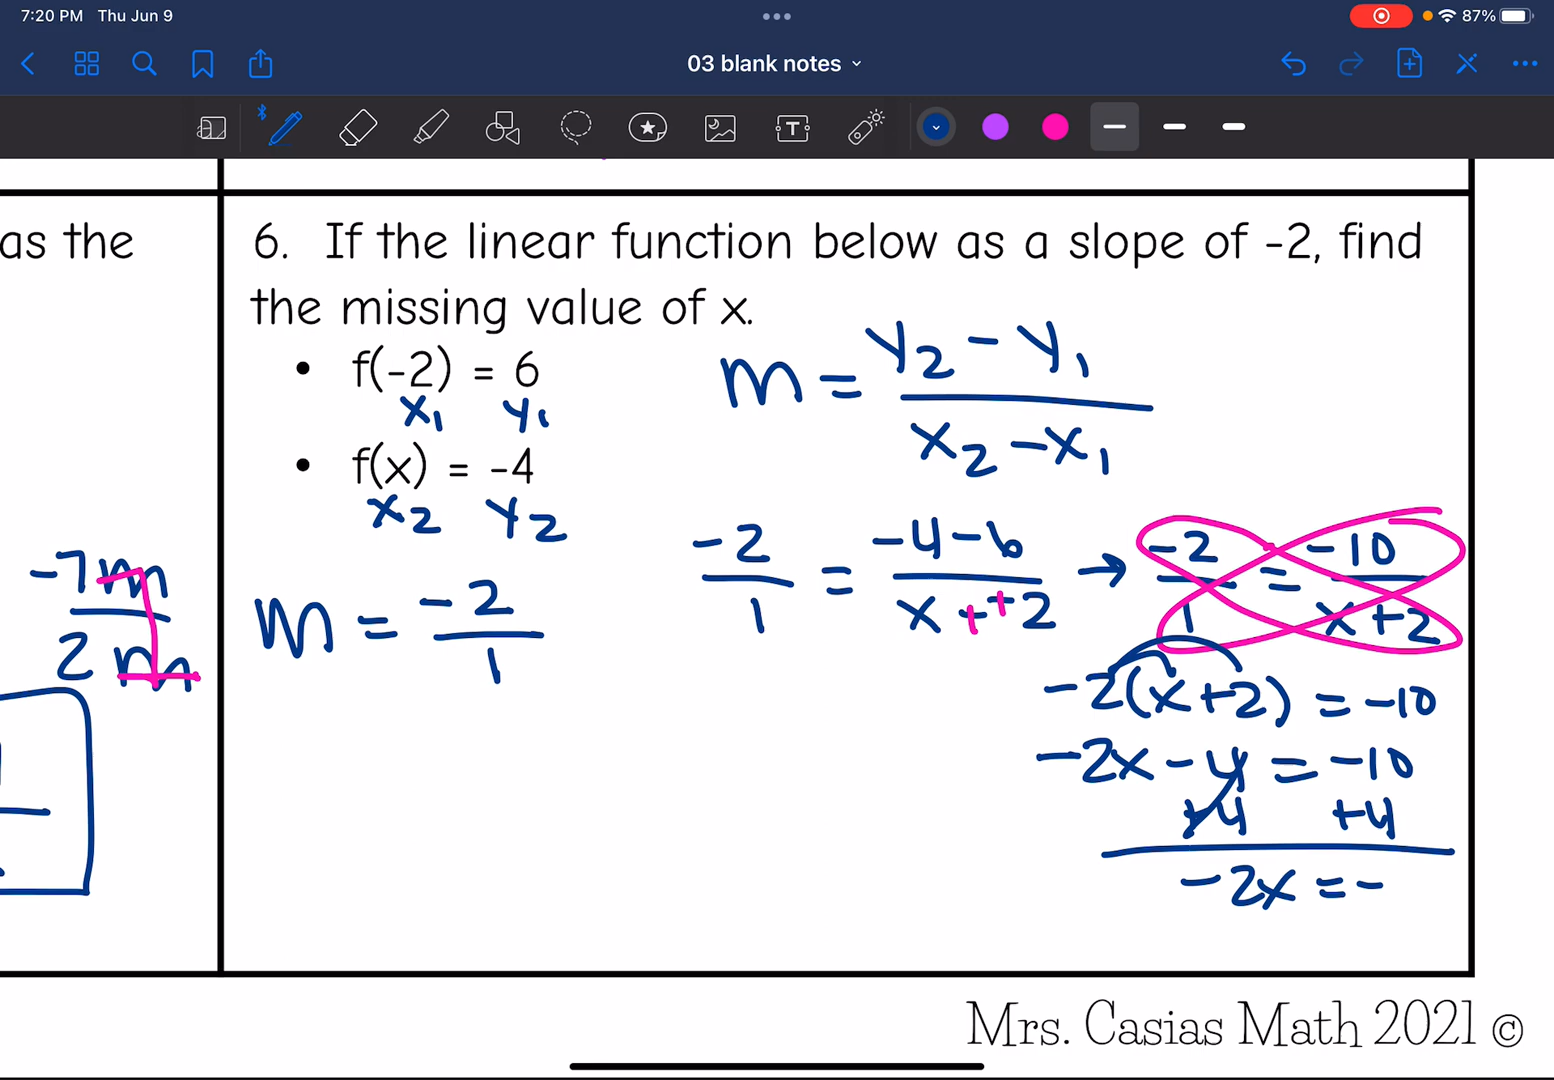 7:20 PM Thu Jun 9
87%
03 blank notes
T
as the
6. If the linear function below as a slope of -2, find
the missing value of x.
• f(-2) = 6
x₁ y₁
• f(x) = -4
x₂ y₂
m = (y₂ - y₁)/(x₂ - x₁)
-7m/2m
m = -2/1
-2/1 = (-4-6)/(x++2) → -2/1 = -10/(x+2)
-2(x+2) = -10
-2x - 4 = -10
+4 +4
-2x = -
Mrs. Casias Math 2021 ©